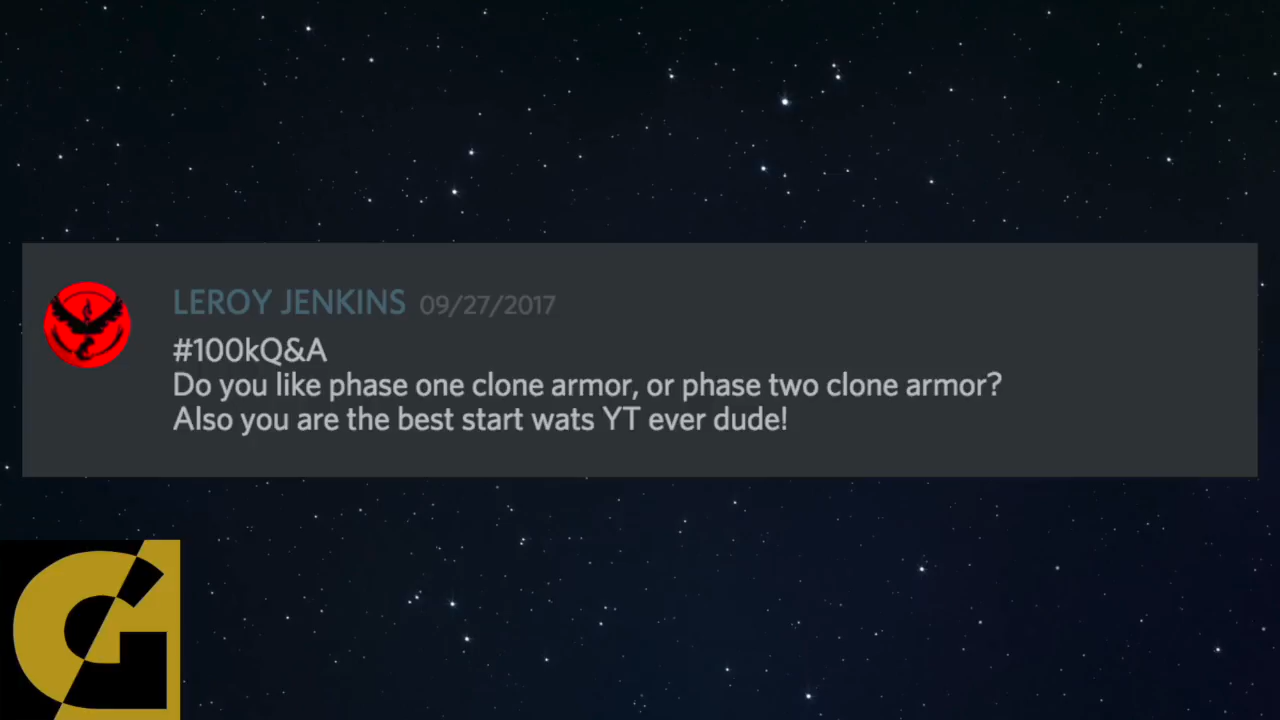 LEROY JENKINS 09/27/2017
#100kQ&A
Do you like phase one clone armor, or phase two clone armor?
Also you are the best start wats YT ever dude!
G